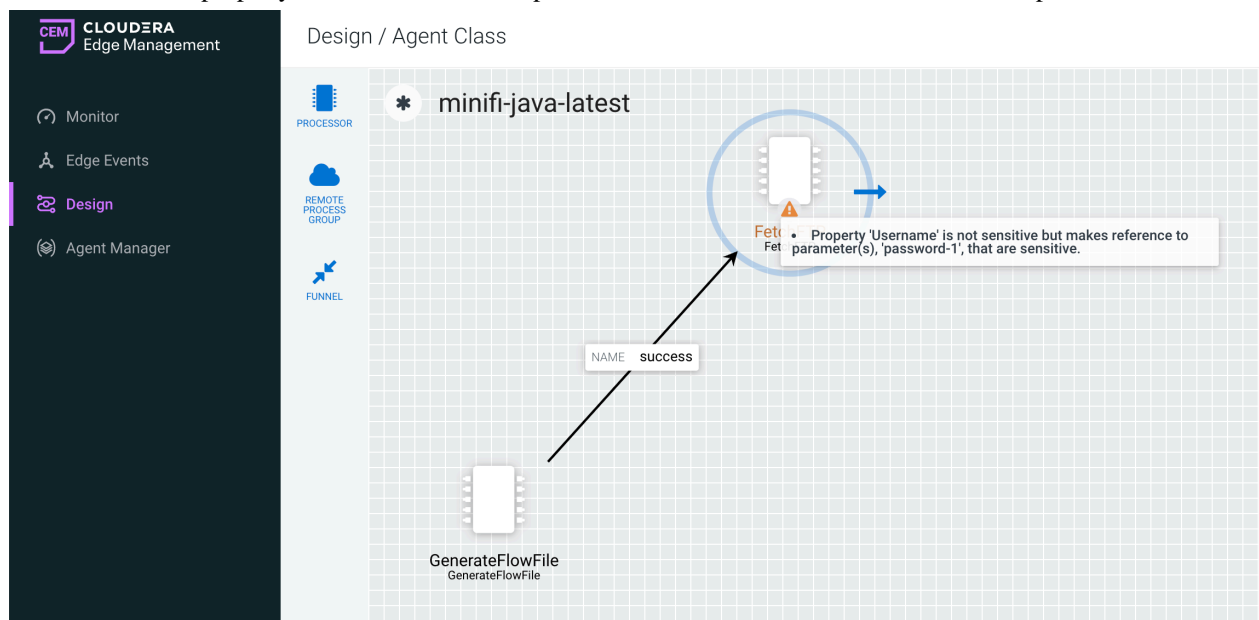 CEM
CLOUDERA
Edge Management
Design / Agent Class
Monitor
Edge Events
Design
Agent Manager
PROCESSOR
REMOTE
PROCESS
GROUP
FUNNEL
minifi-java-latest
• Property 'Username' is not sensitive but makes reference to
parameter(s), 'password-1', that are sensitive.
NAME success
GenerateFlowFile
GenerateFlowFile